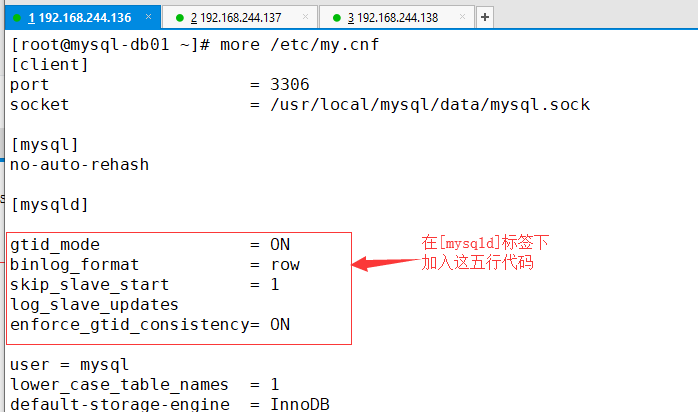 1 192.168.244.136 × 2 192.168.244.137 × 3 192.168.244.138 × +
[root@mysql-db01 ~]# more /etc/my.cnf
[client]
port = 3306
socket = /usr/local/mysql/data/mysql.sock
[mysql]
no-auto-rehash
[mysqld]
gtid_mode = ON
binlog_format = row
skip_slave_start = 1
log_slave_updates
enforce_gtid_consistency= ON
在[mysqld]标签下
加入这五行代码
user = mysql
lower_case_table_names = 1
default-storage-engine = InnoDB